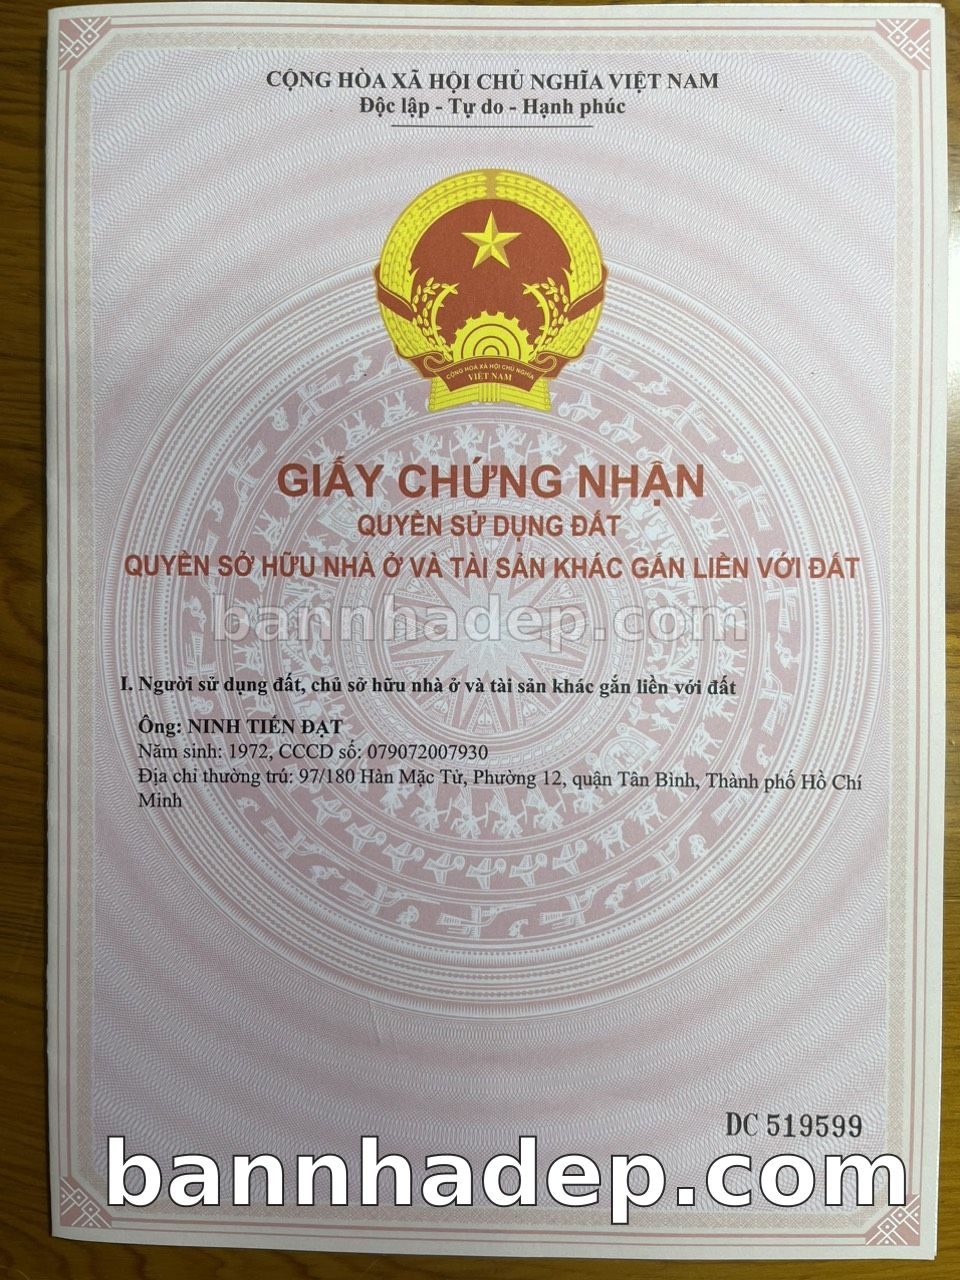 CỘNG HÒA XÃ HỘI CHỦ NGHĨA VIỆT NAM
Độc lập - Tự do - Hạnh phúc
CỘNG HÒA XÃ HỘI CHỦ NGHĨA
VIỆT NAM
GIẤY CHỨNG NHẬN
QUYỀN SỬ DỤNG ĐẤT
QUYỀN SỞ HỮU NHÀ Ở VÀ TÀI SẢN KHÁC GẮN LIỀN VỚI ĐẤT
bannhadep.com
I. Người sử dụng đất, chủ sở hữu nhà ở và tài sản khác gắn liền với đất
Ông: NINH TIẾN ĐẠT
Năm sinh: 1972, CCCD số: 079072007930
Địa chỉ thường trú: 97/180 Hàn Mặc Tử, Phường 12, quận Tân Bình, Thành phố Hồ Chí
Minh
DC 519599
bannhadep.com